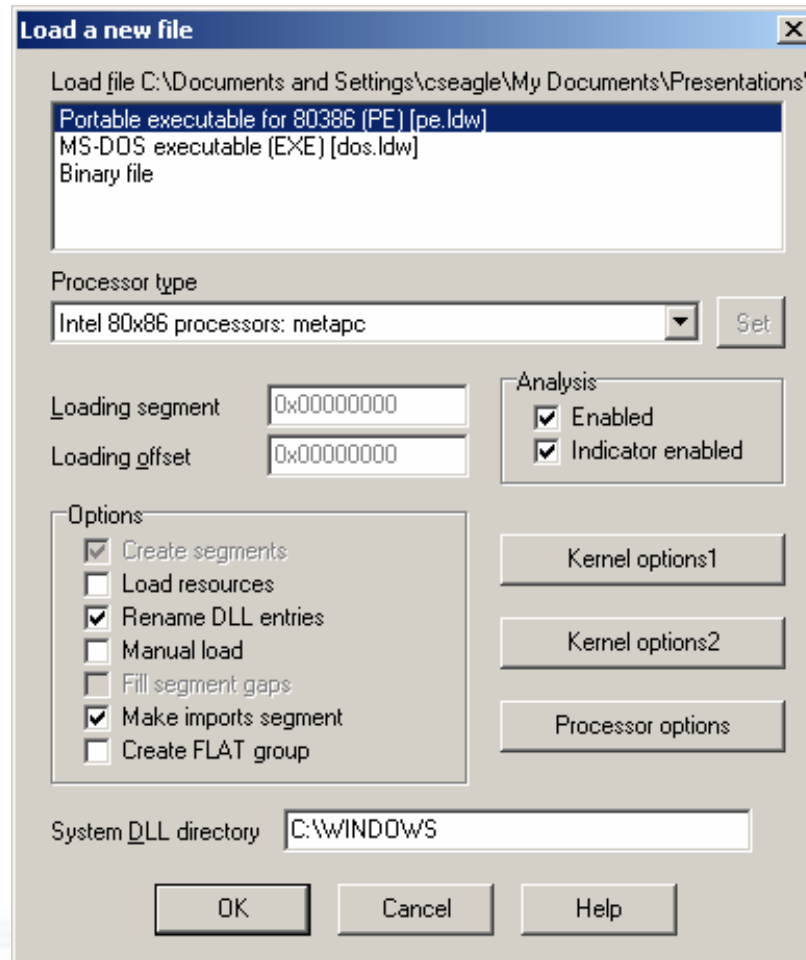 Load a new file
Load file C:\Documents and Settings\cseagle\My Documents\Presentations\
Portable executable for 80386 (PE) [pe.ldw]
MS-DOS executable (EXE) [dos.ldw]
Binary file
Processor type
Intel 80x86 processors: metapc
Set
Loading segment
0x00000000
Loading offset
0x00000000
Analysis
Enabled
Indicator enabled
Options
Create segments
Load resources
Rename DLL entries
Manual load
Fill segment gaps
Make imports segment
Create FLAT group
Kernel options1
Kernel options2
Processor options
System DLL directory
C:\WINDOWS
OK
Cancel
Help